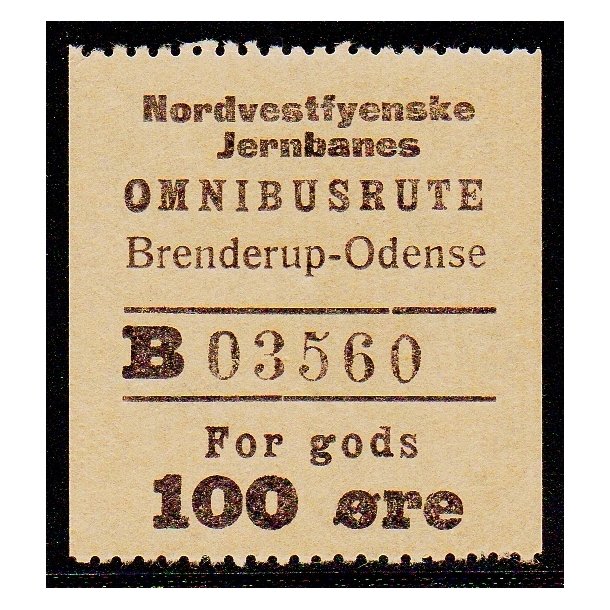 Nordvestfyenske
Jernbanes
OMNIBUSRUTE
Brenderup-Odense
B 03560
For gods
100 øre